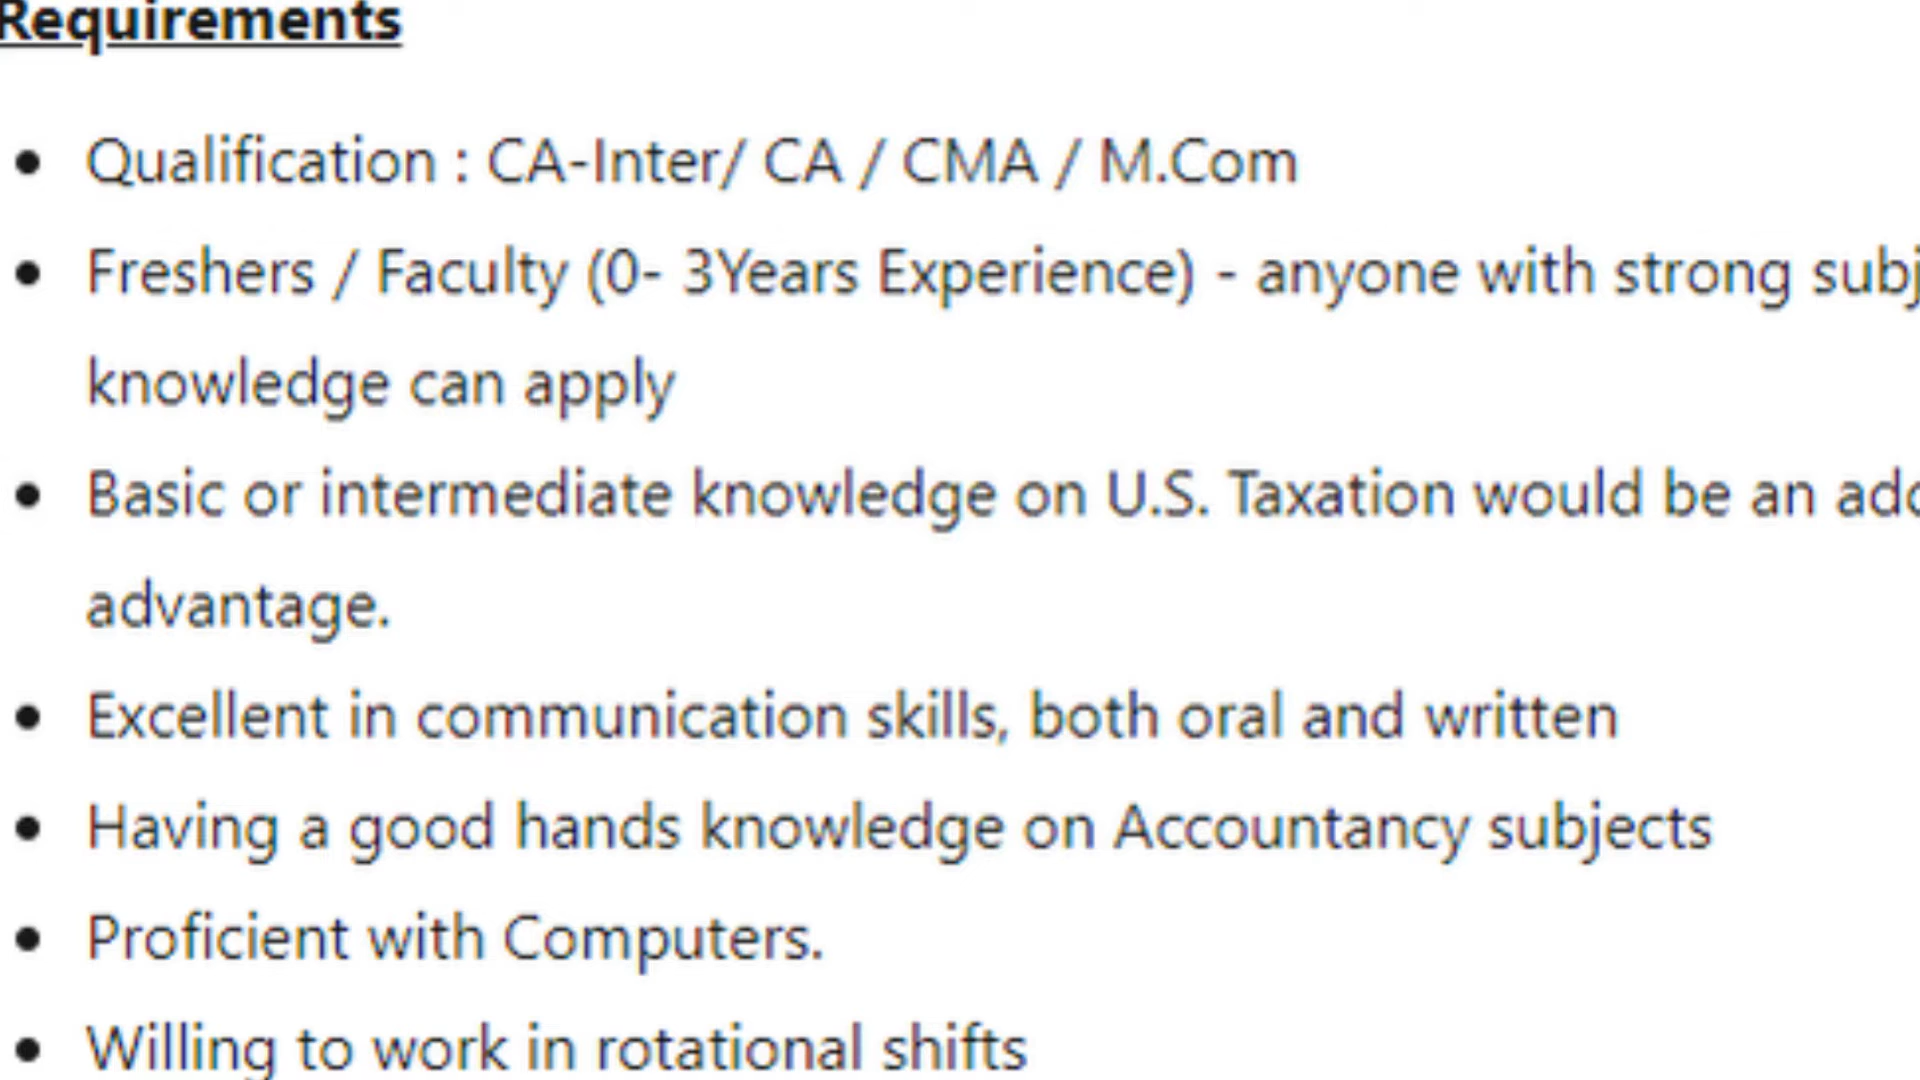 Requirements
• Qualification : CA-Inter/ CA / CMA / M.Com
• Freshers / Faculty (0- 3Years Experience) - anyone with strong
knowledge can apply
• Basic or intermediate knowledge on U.S. Taxation would be an
advantage.
• Excellent in communication skills, both oral and written
• Having a good hands knowledge on Accountancy subjects
• Proficient with Computers.
• Willing to work in rotational shifts